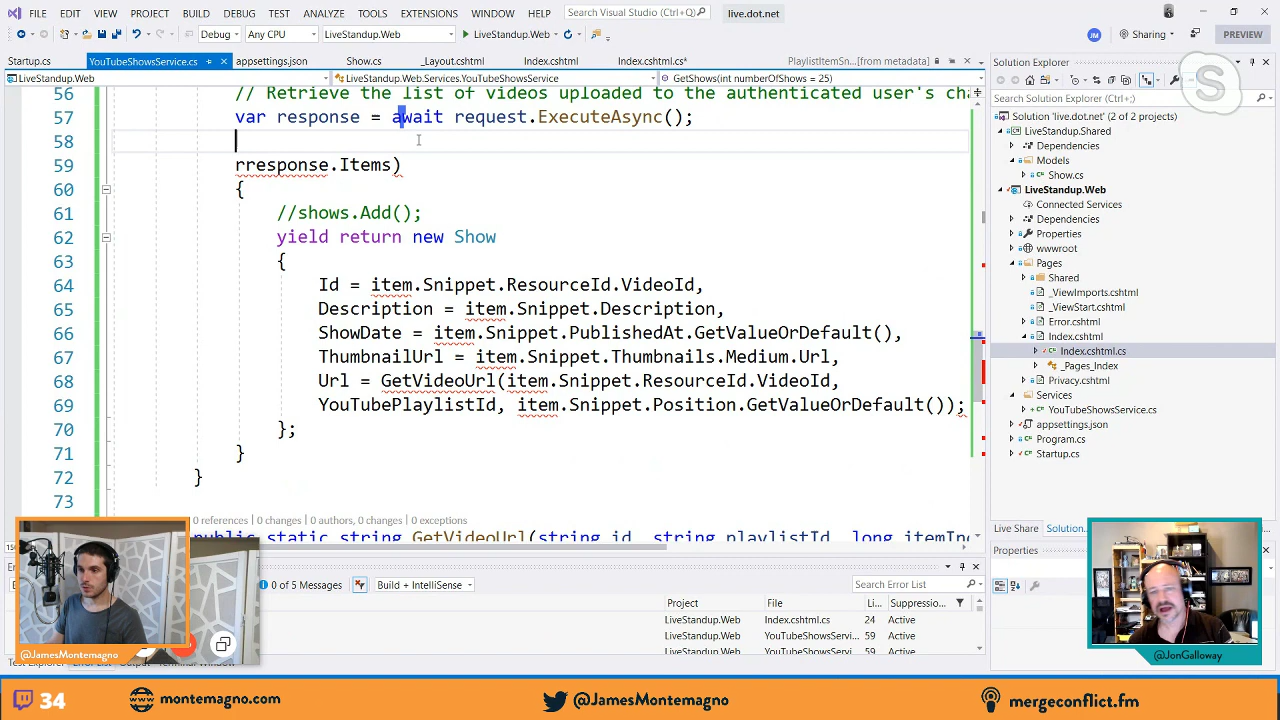 FILE EDIT VIEW PROJECT BUILD DEBUG TEST ANALYZE TOOLS EXTENSIONS WINDOW HELP Search Visual Studio (Ctrl+Q) live.dot.net
Debug Any CPU LiveStandup.Web LiveStandup.Web JM Sharing PREVIEW
Startup.cs YouTubeShowsService.cs appsettings.json Show.cs _Layout.cshtml Index.cshtml Index.cshtml.cs* PlaylistItemSn...from metadata]
LiveStandup.Web LiveStandup.Web.Services.YouTubeShowsService GetShows(int numberOfShows = 25)
56 // Retrieve the list of videos uploaded to the authenticated user's cha
57 var response = await request.ExecuteAsync();
58
59 rresponse.Items)
60 {
61 //shows.Add();
62 yield return new Show
63 {
64 Id = item.Snippet.ResourceId.VideoId,
65 Description = item.Snippet.Description,
66 ShowDate = item.Snippet.PublishedAt.GetValueOrDefault(),
67 ThumbnailUrl = item.Snippet.Thumbnails.Medium.Url,
68 Url = GetVideoUrl(item.Snippet.ResourceId.VideoId,
69 YouTubePlaylistId, item.Snippet.Position.GetValueOrDefault());
70 };
71 }
72 }
73
0 references | 0 changes | 0 authors, 0 changes | 0 exceptions
public static string GetVideoUrl(string id, string playlistId, long itemInd
Solution Explorer
Search Solution Explorer (Ctrl+;)
Solution 'live.dot.net' (2 of 2 projects)
LiveStandup.Shared
Dependencies
Models
Show.cs
LiveStandup.Web
Connected Services
Dependencies
Properties
wwwroot
Pages
Shared
_ViewImports.cshtml
_ViewStart.cshtml
Error.cshtml
Index.cshtml
Index.cshtml.cs
_Pages_Index
Privacy.cshtml
Services
YouTubeShowsService.cs
appsettings.json
Program.cs
Startup.cs
Live Share Solution...
Properties
0 of 5 Messages Build + IntelliSense Search Error List
Project File Li... Suppressio...
LiveStandup.Web Index.cshtml.cs 24 Active
LiveStandup.Web YouTubeShowsServi... 59 Active
LiveStandup.Web YouTubeShowsServi... 59 Active
@JamesMontemagno
@JonGalloway
34 montemagno.com @JamesMontemagno mergeconflict.fm